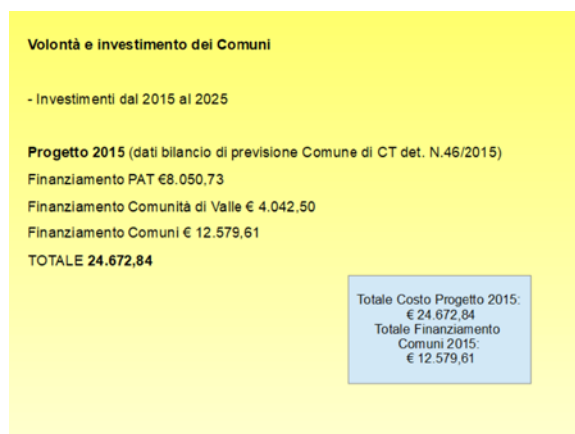 Volontà e investimento dei Comuni
- Investimenti dal 2015 al 2025
Progetto 2015 (dati bilancio di previsione Comune di CT det. N.46/2015)
Finanziamento PAT €8.050,73
Finanziamento Comunità di Valle € 4.042,50
Finanziamento Comuni € 12.579,61
TOTALE 24.672,84
Totale Costo Progetto 2015:
€ 24.672,84
Totale Finanziamento
Comuni 2015:
€ 12.579,61